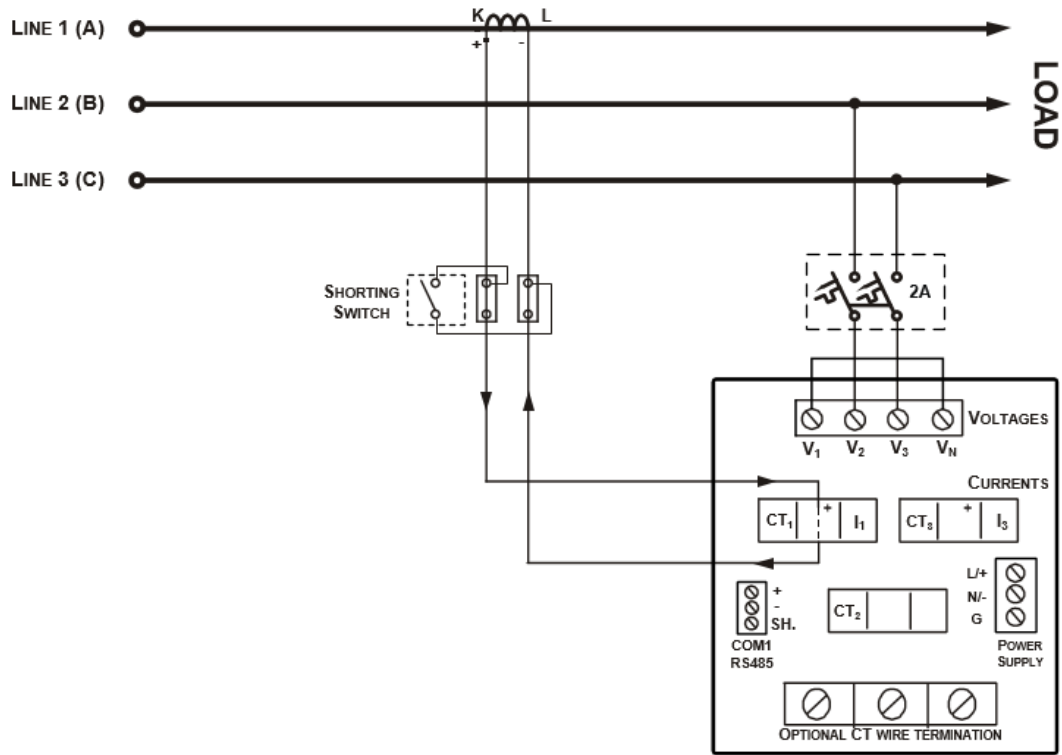 K L
LINE 1 (A)
+ -
LOAD
LINE 2 (B)
LINE 3 (C)
SHORTING
SWITCH
2A
VOLTAGES
V1 V2 V3 VN
CURRENTS
CT1 + I1
CT3 + I3
L/+
N/-
G
POWER
SUPPLY
+
-
SH.
COM1
RS485
CT2
OPTIONAL CT WIRE TERMINATION